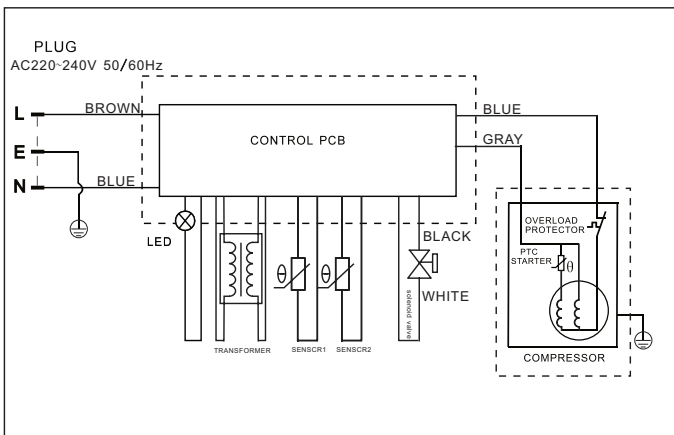 PLUG
AC220~240V 50/60Hz
L
BROWN
BLUE
CONTROL PCB
GRAY
E
N
BLUE
LED
BLACK
WHITE
solenoid valve
TRANSFORMER
SENSCR1
SENSCR2
θ
θ
OVERLOAD
PROTECTOR
PTC
STARTER
θ
COMPRESSOR